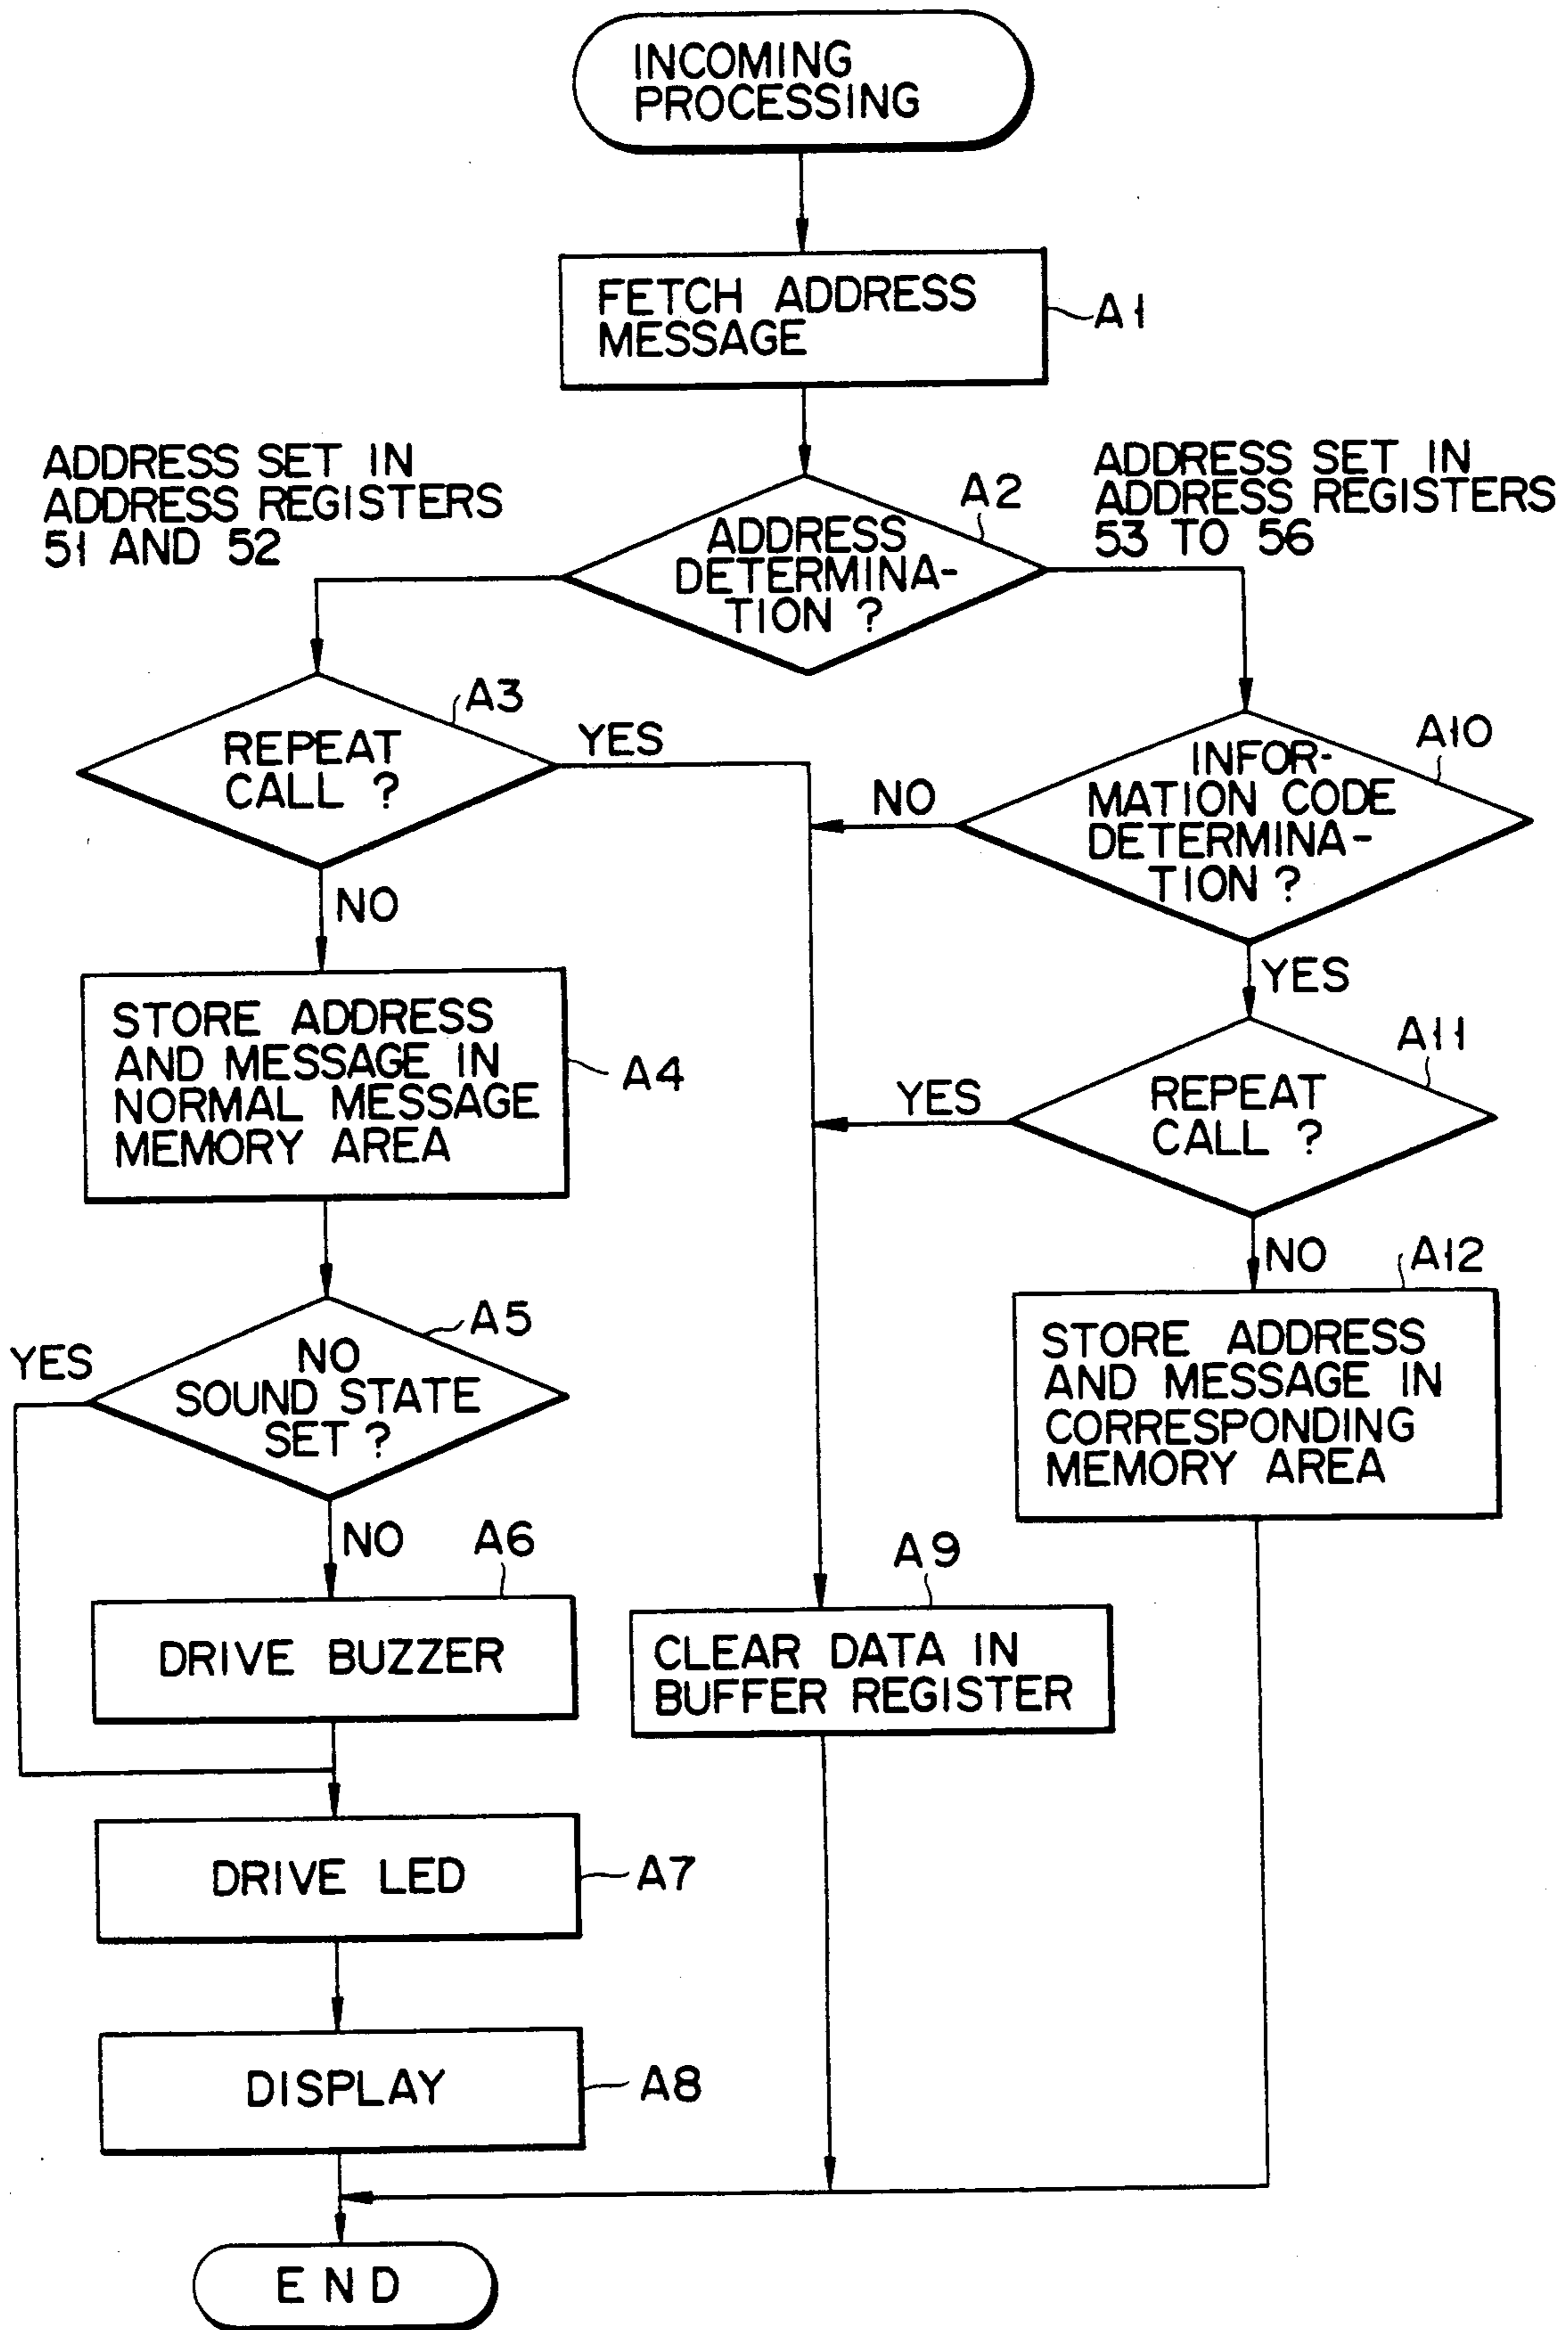 INCOMING
PROCESSING
FETCH ADDRESS
MESSAGE
A1
ADDRESS SET IN
ADDRESS REGISTERS
51 AND 52
A2
ADDRESS
DETERMINA-
TION ?
ADDRESS SET IN
ADDRESS REGISTERS
53 TO 56
A3
REPEAT
CALL ?
YES
NO
A10
INFOR-
MATION CODE
DETERMINA-
TION ?
NO
YES
STORE ADDRESS
AND MESSAGE IN
NORMAL MESSAGE
MEMORY AREA
A4
A11
REPEAT
CALL ?
YES
NO
A12
STORE ADDRESS
AND MESSAGE IN
CORRESPONDING
MEMORY AREA
A5
NO
SOUND STATE
SET ?
YES
NO
A6
DRIVE BUZZER
A9
CLEAR DATA IN
BUFFER REGISTER
DRIVE LED
A7
DISPLAY
A8
END